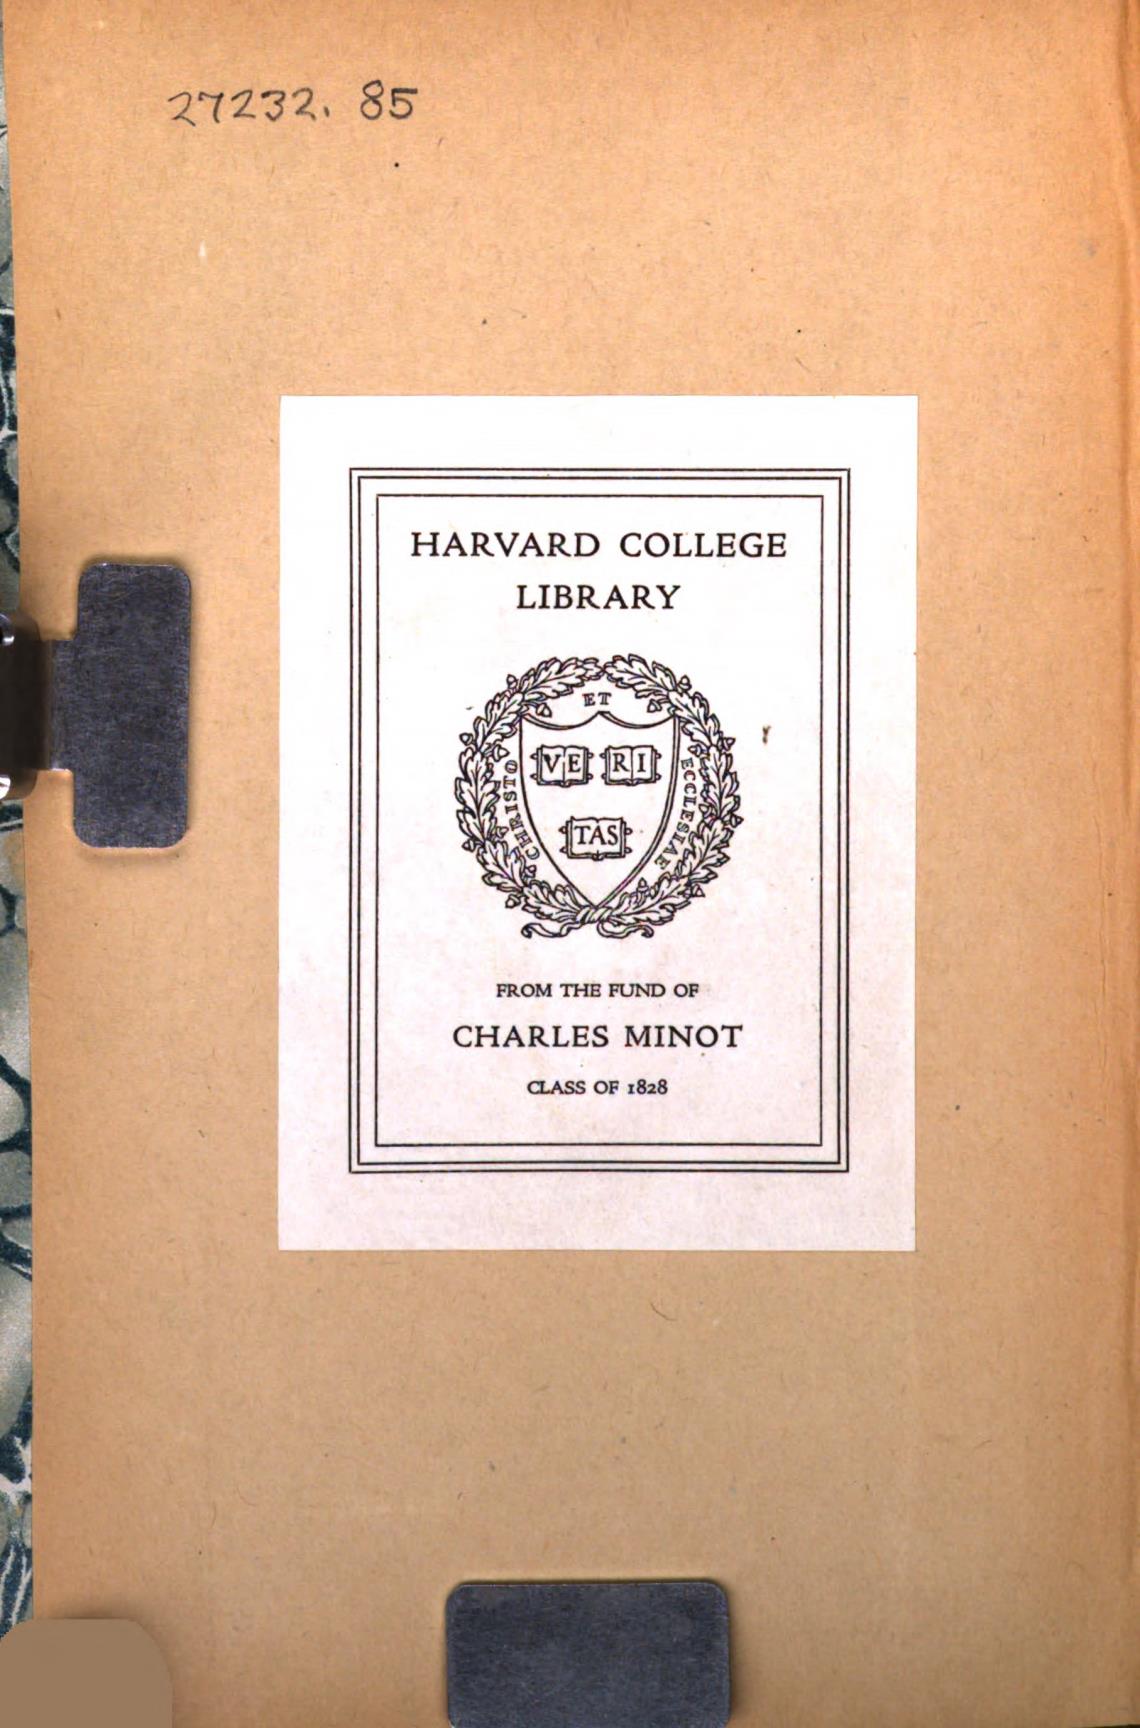 27232. 85
HARVARD COLLEGE
LIBRARY
ET
CHRISTO
VE RI
ECCLESIAE
TAS
FROM THE FUND OF
CHARLES MINOT
CLASS OF 1828